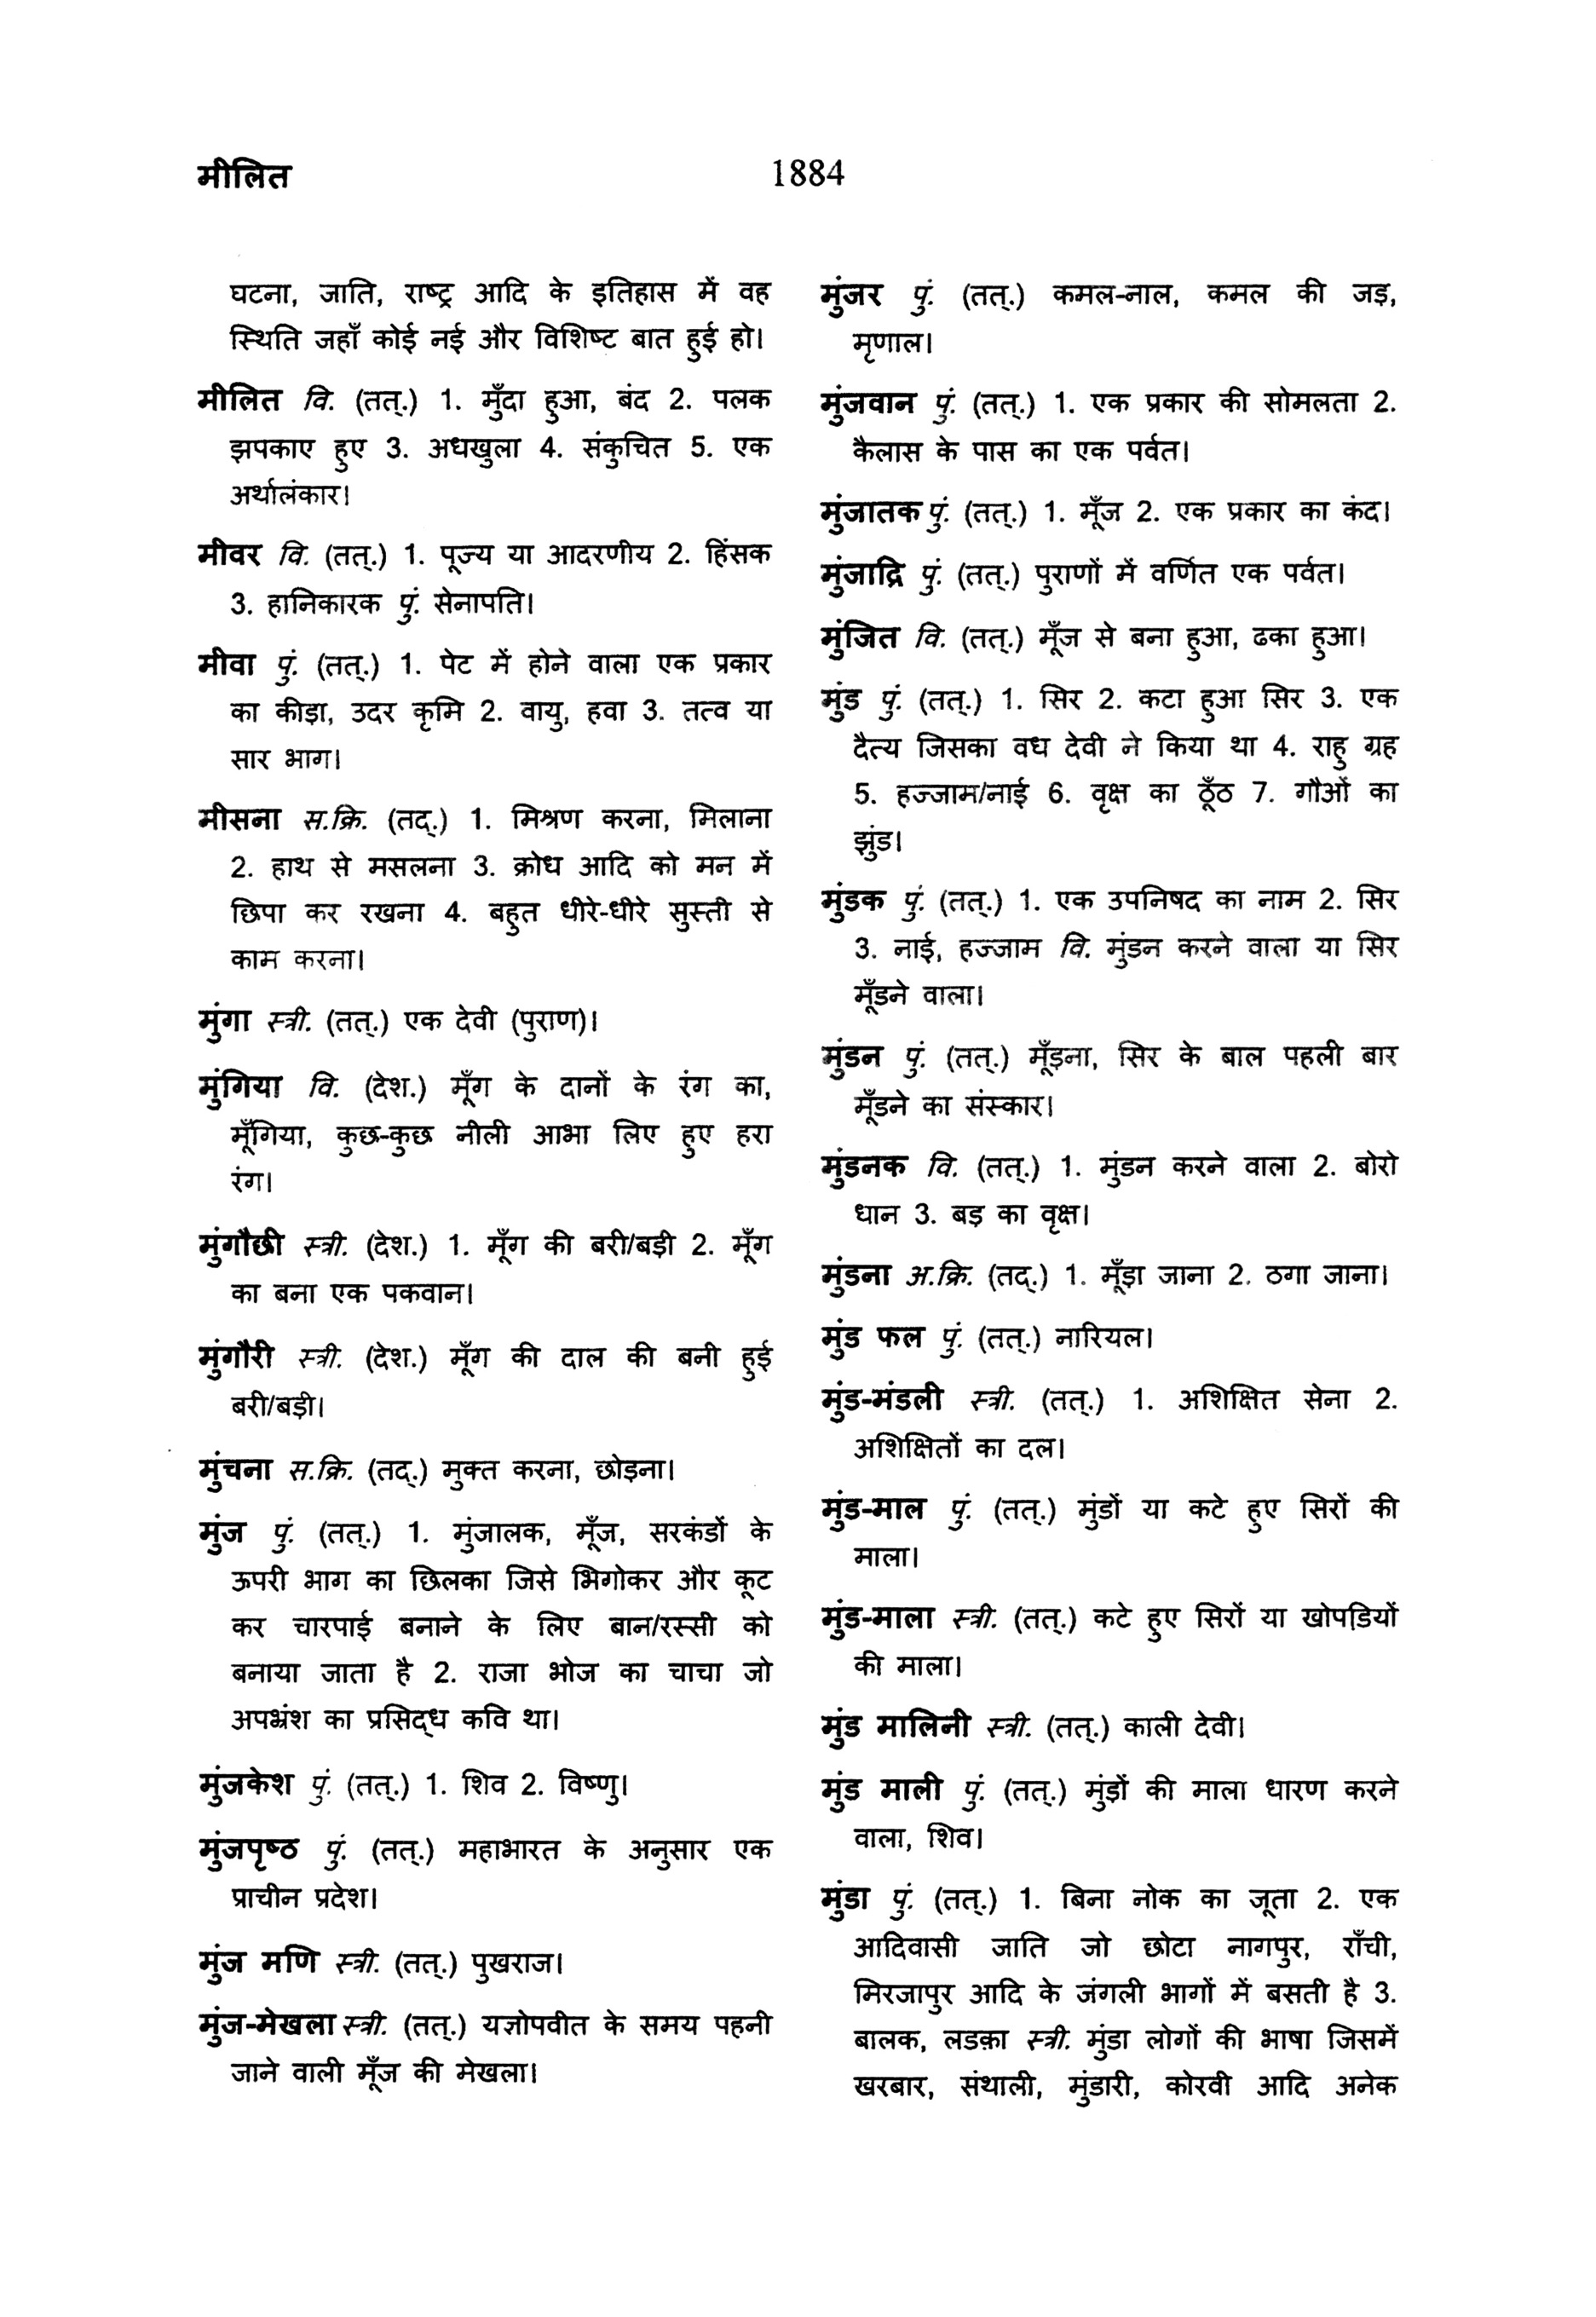 मीलित
1884
घटना, जाति, राष्ट्र आदि के इतिहास में वह
स्थिति जहाँ कोई नई और विशिष्ट बात हुई हो।
मीलित वि. (तत्.) 1. मुँदा हुआ, बंद 2. पलक
झपकाए हुए 3. अधखुला 4. संकुचित 5. एक
अर्थालंकार।
मीवर वि. (तत्.) 1. पूज्य या आदरणीय 2. हिंसक
3. हानिकारक पुं. सेनापति।
मीवा पुं. (तत्.) 1. पेट में होने वाला एक प्रकार
का कीड़ा, उदर कृमि 2. वायु, हवा 3. तत्व या
सार भाग।
मीसना स.क्रि. (तद्.) 1. मिश्रण करना, मिलाना
2. हाथ से मसलना 3. क्रोध आदि को मन में
छिपा कर रखना 4. बहुत धीरे-धीरे सुस्ती से
काम करना।
मुंगा स्त्री. (तत्.) एक देवी (पुराण)।
मुंगिया वि. (देश.) मूँग के दानों के रंग का,
मूँगिया, कुछ-कुछ नीली आभा लिए हुए हरा
रंग।
मुंगौछी स्त्री. (देश.) 1. मूँग की बरी/बड़ी 2. मूँग
का बना एक पकवान।
मुंगौरी स्त्री. (देश.) मूँग की दाल की बनी हुई
बरी/बड़ी।
मुंचना स.क्रि. (तद्.) मुक्त करना, छोड़ना।
मुंज पुं. (तत्.) 1. मुंजालक, मूँज, सरकंडों के
ऊपरी भाग का छिलका जिसे भिगोकर और कूट
कर चारपाई बनाने के लिए बान/रस्सी को
बनाया जाता है 2. राजा भोज का चाचा जो
अपभ्रंश का प्रसिद्ध कवि था।
मुंजकेश पुं. (तत्.) 1. शिव 2. विष्णु।
मुंजपृष्ठ पुं. (तत्.) महाभारत के अनुसार एक
प्राचीन प्रदेश।
मुंज मणि स्त्री. (तत्.) पुखराज।
मुंज-मेखला स्त्री. (तत्.) यज्ञोपवीत के समय पहनी
जाने वाली मूँज की मेखला।
मुंजर पुं. (तत्.) कमल-नाल, कमल की जड़,
मृणाल।
मुंजवान पुं. (तत्.) 1. एक प्रकार की सोमलता 2.
कैलास के पास का एक पर्वत।
मुंजातक पुं. (तत्.) 1. मूँज 2. एक प्रकार का कंद।
मुंजाद्रि पुं. (तत्.) पुराणों में वर्णित एक पर्वत।
मुंजित वि. (तत्.) मूँज से बना हुआ, ढका हुआ।
मुंड पुं. (तत्.) 1. सिर 2. कटा हुआ सिर 3. एक
दैत्य जिसका वध देवी ने किया था 4. राहु ग्रह
5. हज्जाम/नाई 6. वृक्ष का ठूँठ 7. गौओं का
झुंड।
मुंडक पुं. (तत्.) 1. एक उपनिषद का नाम 2. सिर
3. नाई, हज्जाम वि. मुंडन करने वाला या सिर
मूँडने वाला।
मुंडन पुं. (तत्.) मूँड़ना, सिर के बाल पहली बार
मूँडने का संस्कार।
मुंडनक वि. (तत्.) 1. मुंडन करने वाला 2. बोरो
धान 3. बड़ का वृक्ष।
मुंडना अ.क्रि. (तद्.) 1. मूँड़ा जाना 2. ठगा जाना।
मुंड फल पुं. (तत्.) नारियल।
मुंड-मंडली स्त्री. (तत्.) 1. अशिक्षित सेना 2.
अशिक्षितों का दल।
मुंड-माल पुं. (तत्.) मुंडों या कटे हुए सिरों की
माला।
मुंड-माला स्त्री. (तत्.) कटे हुए सिरों या खोपडि़यों
की माला।
मुंड मालिनी स्त्री. (तत्.) काली देवी।
मुंड माली पुं. (तत्.) मुंड़ों की माला धारण करने
वाला, शिव।
मुंडा पुं. (तत्.) 1. बिना नोक का जूता 2. एक
आदिवासी जाति जो छोटा नागपुर, राँची,
मिरजापुर आदि के जंगली भागों में बसती है 3.
बालक, लडक़ा स्त्री. मुंडा लोगों की भाषा जिसमें
खरबार, संथाली, मुंडारी, कोरवी आदि अनेक